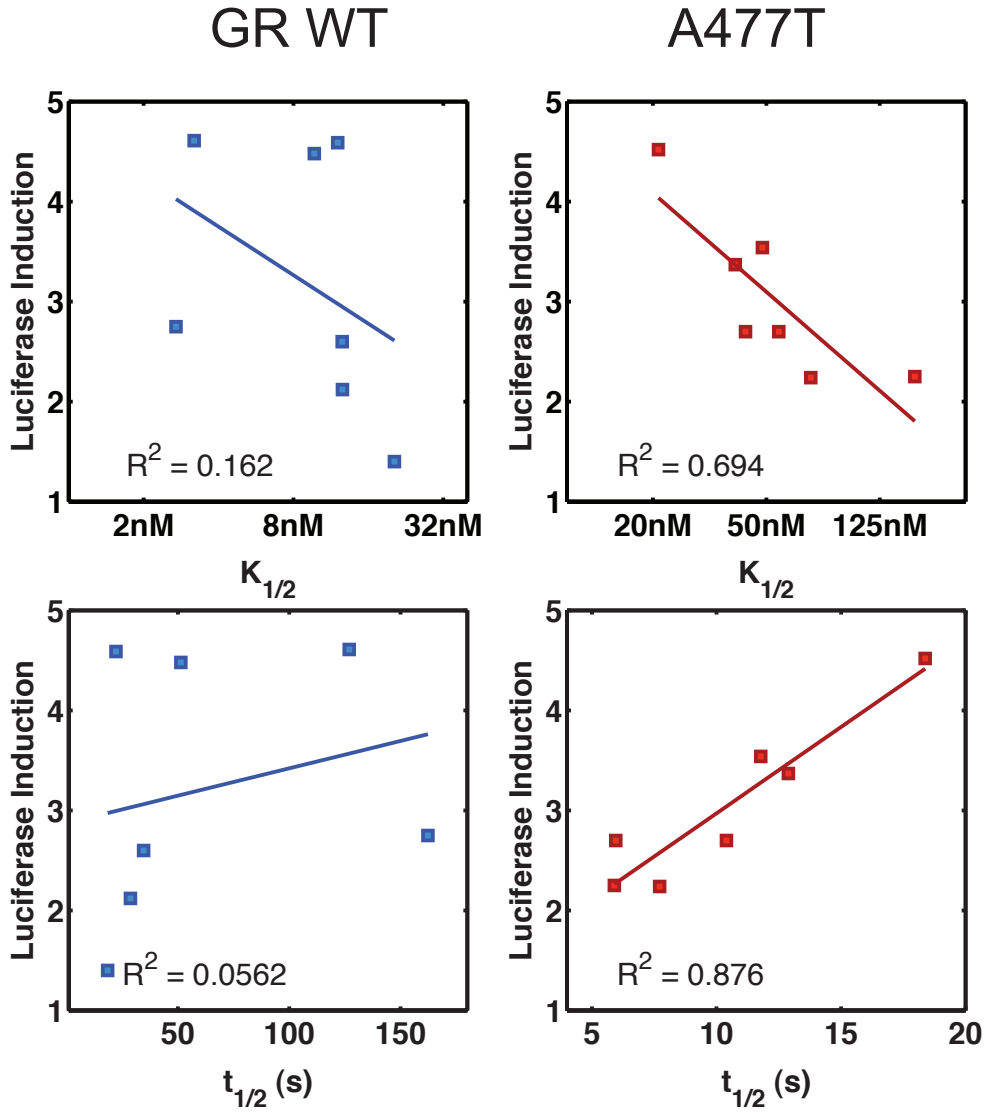 GR WT
A477T
Luciferase Induction
5
4
3
2
1
R² = 0.162
2nM
8nM
32nM
K₁/₂
Luciferase Induction
5
4
3
2
1
R² = 0.694
20nM
50nM
125nM
K₁/₂
Luciferase Induction
5
4
3
2
1
R² = 0.0562
50
100
150
t₁/₂ (s)
Luciferase Induction
5
4
3
2
1
R² = 0.876
5
10
15
20
t₁/₂ (s)